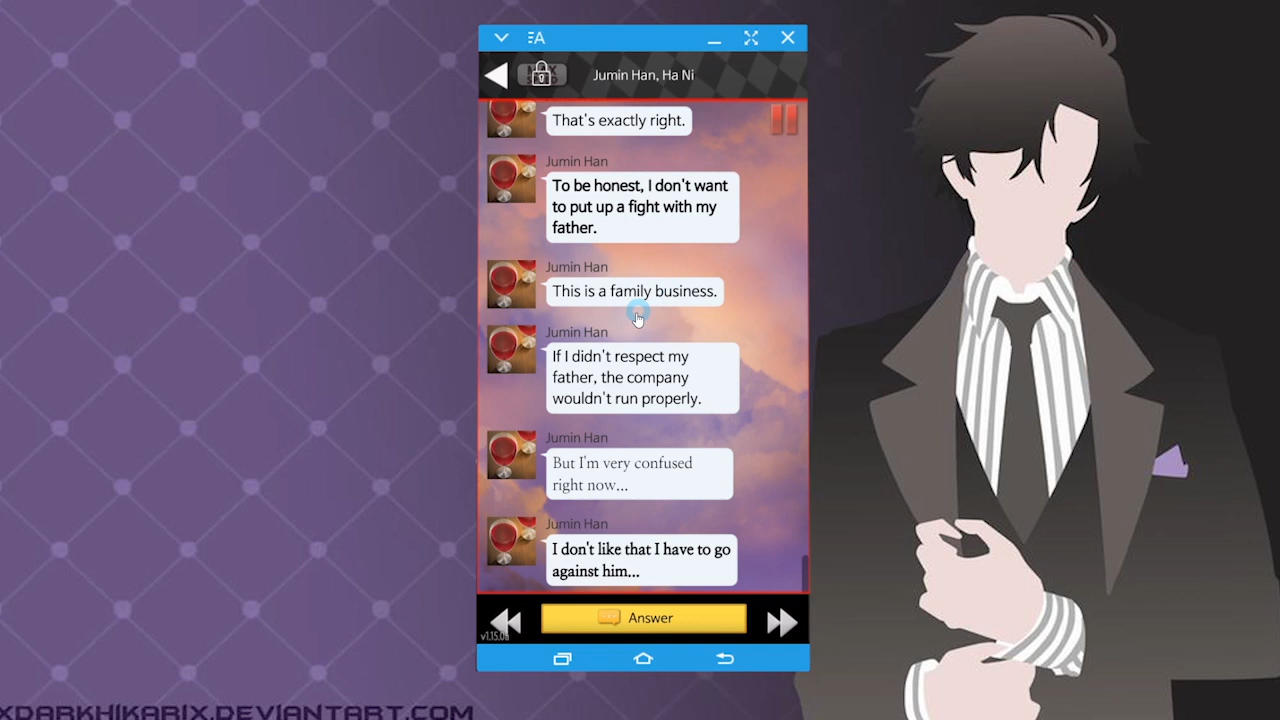 Jumin Han, Ha Ni
That's exactly right.
Jumin Han
To be honest, I don't want
to put up a fight with my
father.
Jumin Han
This is a family business.
Jumin Han
If I didn't respect my
father, the company
wouldn't run properly.
Jumin Han
But I'm very confused
right now...
Jumin Han
I don't like that I have to go
against him...
Answer
XDARKHIKARIX.DEVIANTART.COM